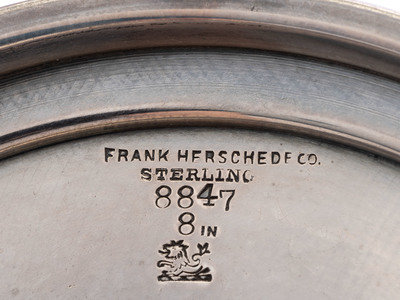 FRANK HERSCHEDE CO.
STERLING
8847
8 IN